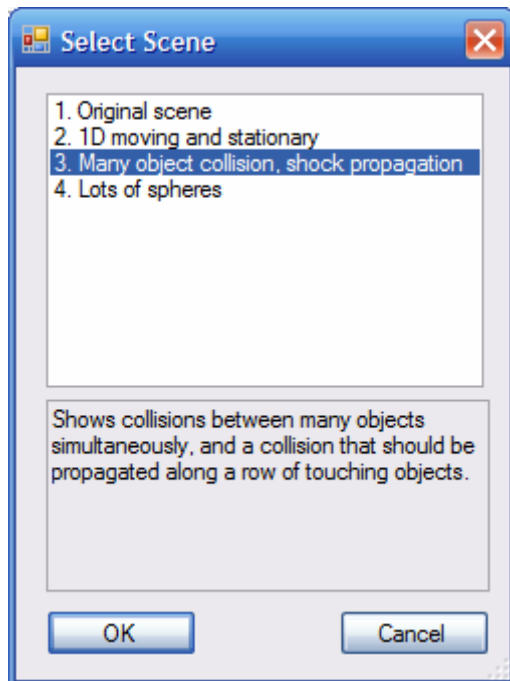 Select Scene
1. Original scene
2. 1D moving and stationary
3. Many object collision, shock propagation
4. Lots of spheres
Shows collisions between many objects
simultaneously, and a collision that should be
propagated along a row of touching objects.
OK
Cancel